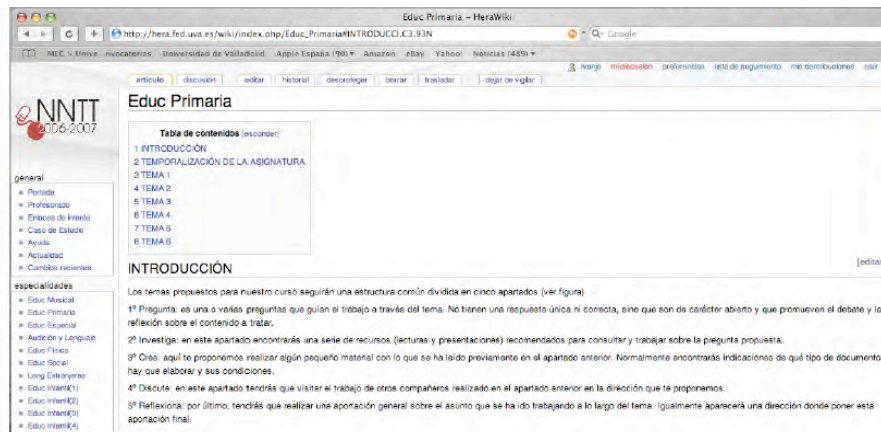 Educ Primaria – HeraWiki
http://hera.fed.uva.es/wiki/index.php/Educ_Primaria#INTRODUCCI.C3.93N
Google
MEC - Unive nvocatorias Universidad de Valladolid Apple España (90) Amazon eBay Yahoo! Noticias (489)
ivanjo mi discusión preferencias lista de seguimiento mis contribuciones salir
artículo discusión editar historial desproteger borrar trasladar dejar de vigilar
NNTT
2006-2007
Educ Primaria
Tabla de contenidos [esconder]
1 INTRODUCCIÓN
2 TEMPORALIZACIÓN DE LA ASIGNATURA
3 TEMA 1
4 TEMA 2
5 TEMA 3
6 TEMA 4
7 TEMA 5
8 TEMA 6
general
Portada
Profesorado
Enlaces de interés
Caso de Estudio
Ayuda
Actualidad
Cambios recientes
especialidades
Educ Musical
Educ Primaria
Educ Especial
Audición y Lenguaje
Educ Física
Educ Social
Leng Extranjera
Educ Infantil(1)
Educ Infantil(2)
Educ Infantil(3)
Educ Infantil(4)
[edita
INTRODUCCIÓN
Los temas propuestos para nuestro curso seguirán una estructura común dividida en cinco apartados (ver figura)
1º Pregunta: es una o varias preguntas que guían el trabajo a través del tema. No tienen una respuesta única ni correcta, sino que son de carácter abierto y que promueven el debate y la
reflexión sobre el contenido a tratar.
2º Investiga: en este apartado encontrarás una serie de recursos (lecturas y presentaciones) recomendados para consultar y trabajar sobre la pregunta propuesta.
3º Crea: aquí te proponemos realizar algún pequeño material con lo que se ha leído previamente en el apartado anterior. Normalmente encontrarás indicaciones de qué tipo de documento
hay que elaborar y sus condiciones.
4º Discute: en este apartado tendrás que visitar el trabajo de otros compañeros realizado en el apartado anterior en la dirección que te proponemos.
5º Reflexiona: por último, tendrás que realizar una aportación general sobre el asunto que se ha ido trabajando a lo largo del tema. Igualmente aparecerá una dirección donde poner esta
aportación final.